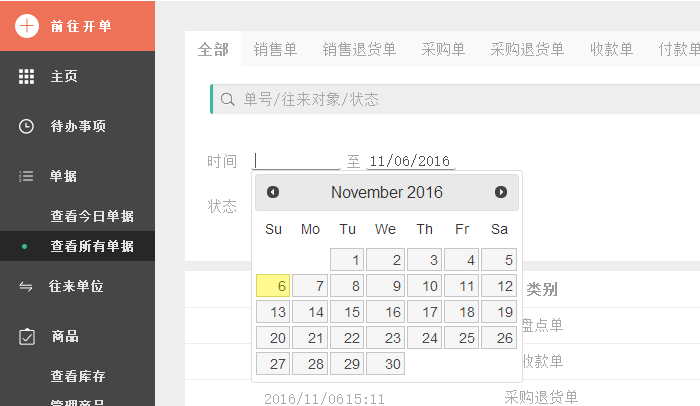 前往开单
主页
待办事项
单据
查看今日单据
查看所有单据
往来单位
商品
查看库存
管理商品
全部 销售单 销售退货单 采购单 采购退货单 收款单 付款单
单号/往来对象/状态
时间 至 11/06/2016
状态
November 2016
Su Mo Tu We Th Fr Sa
1 2 3 4 5
6 7 8 9 10 11 12
13 14 15 16 17 18 19
20 21 22 23 24 25 26
27 28 29 30
类别
盘点单
收款单
2016/11/0615:11 采购退货单